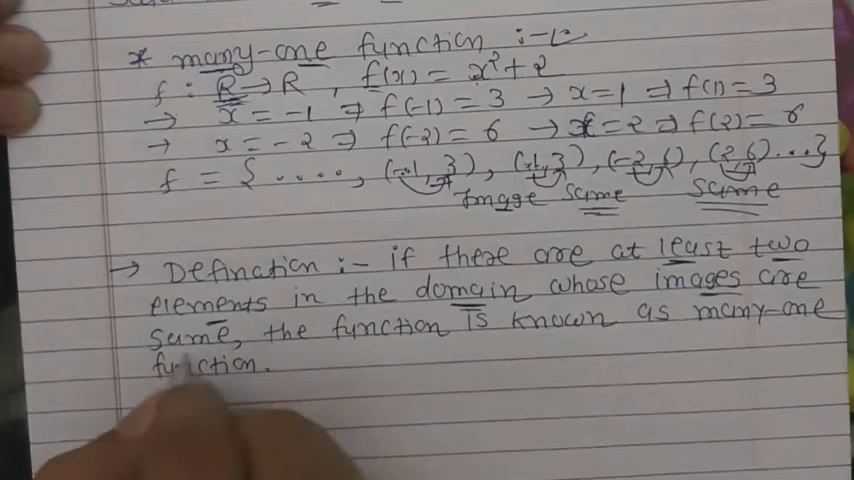 * many-one function :-
f : R → R , f(x) = x² + 2
→ x = -1 ⇒ f(-1) = 3 → x = 1 ⇒ f(1) = 3
→ x = -2 ⇒ f(-2) = 6 → x = 2 ⇒ f(2) = 6
f = { ....., (-1, 3), (1, 3), (-2, 6), (2, 6) ...}
Image same same
→ Defination :- if there are at least two
elements in the domain whose images are
same, the function is known as many-one
function.